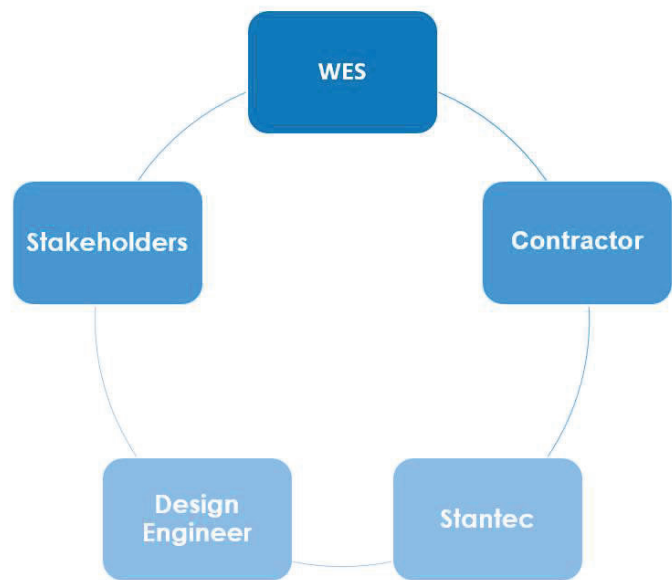 WES
Stakeholders
Contractor
Design
Engineer
Stantec